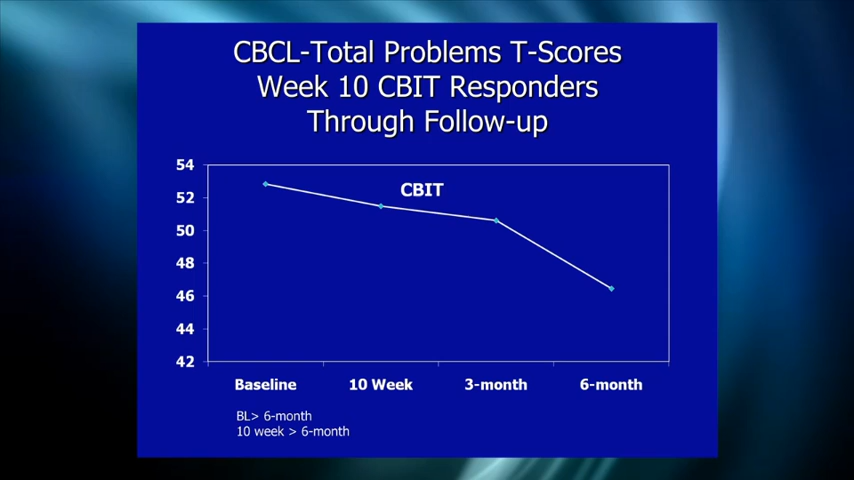 CBCL-Total Problems T-Scores
Week 10 CBIT Responders
Through Follow-up
54
52
50
48
46
44
42
CBIT
Baseline 10 Week 3-month 6-month
BL> 6-month
10 week > 6-month